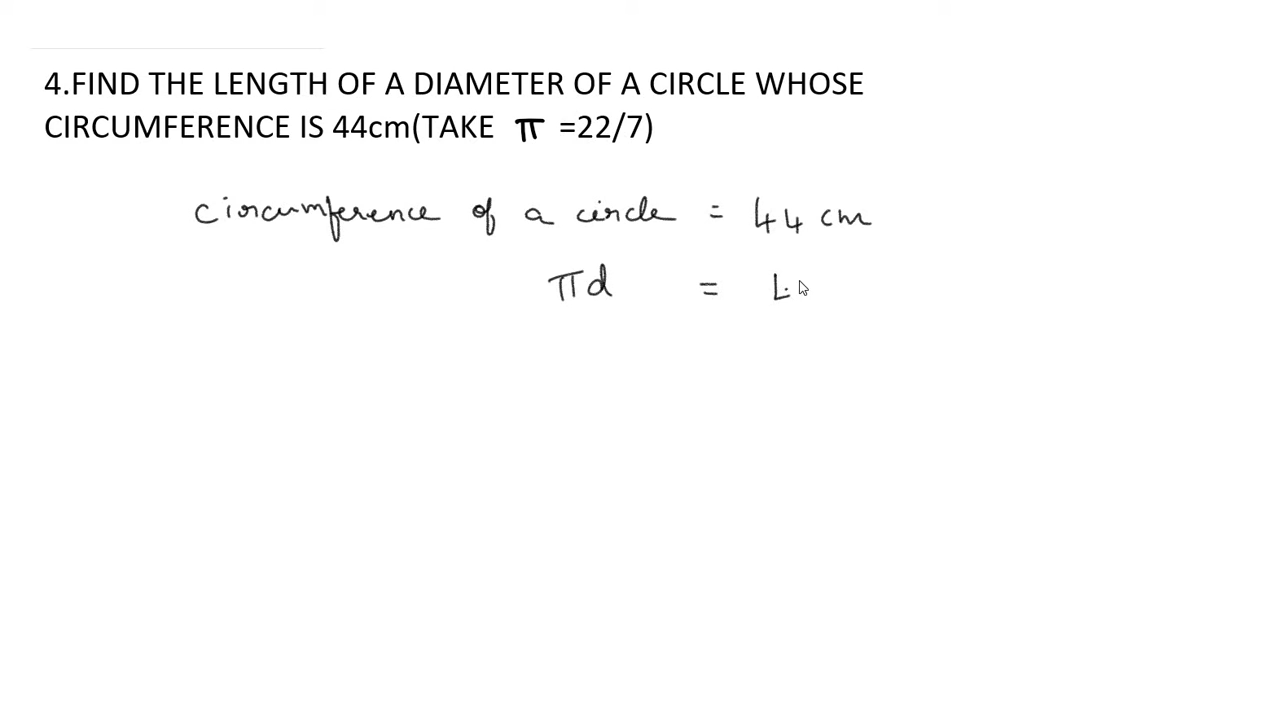 4.FIND THE LENGTH OF A DIAMETER OF A CIRCLE WHOSE
CIRCUMFERENCE IS 44cm(TAKE π =22/7)
circumference of a circle = 44 cm
πd =